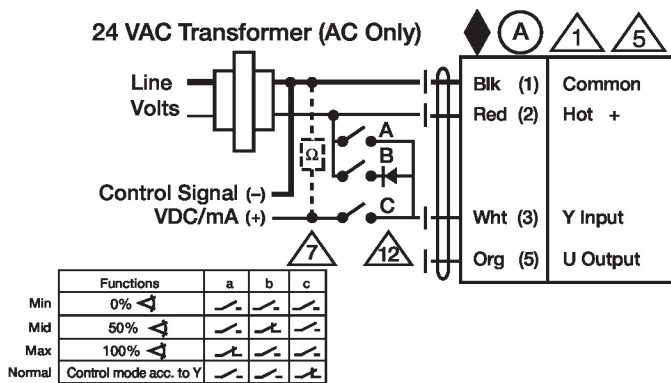 24 VAC Transformer (AC Only)
A 1 5
Line
Volts
Blk (1) Common
Red (2) Hot +
A
Ω
B
Control Signal (–)
VDC/mA (+)
C
Wht (3) Y Input
7
12
Org (5) U Output
Functions a b c
Min 0%
Mid 50%
Max 100%
Normal Control mode acc. to Y